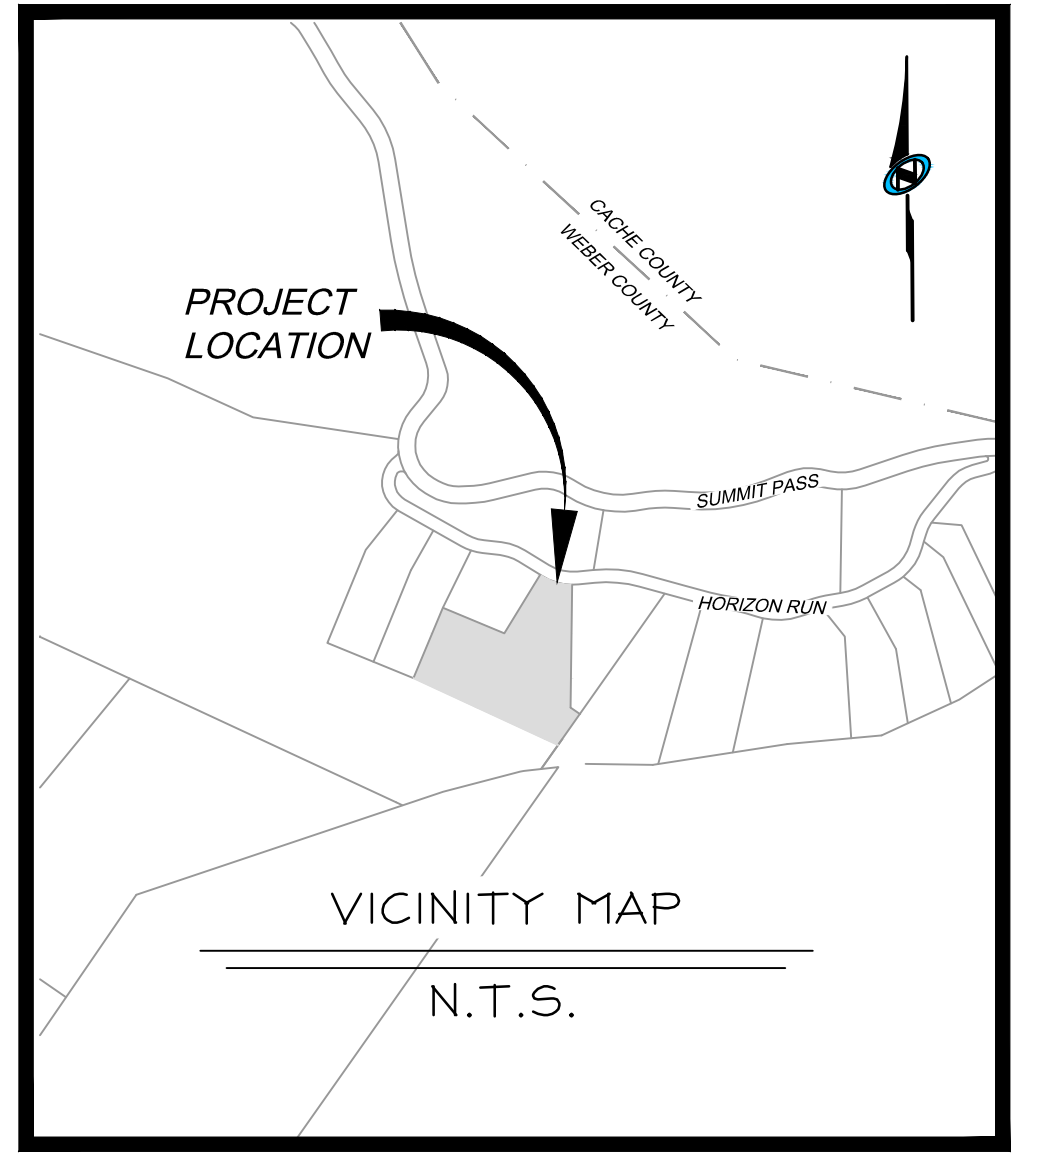 N
CACHE COUNTY
WEBER COUNTY
PROJECT
LOCATION
SUMMIT PASS
HORIZON RUN
VICINITY MAP
N.T.S.